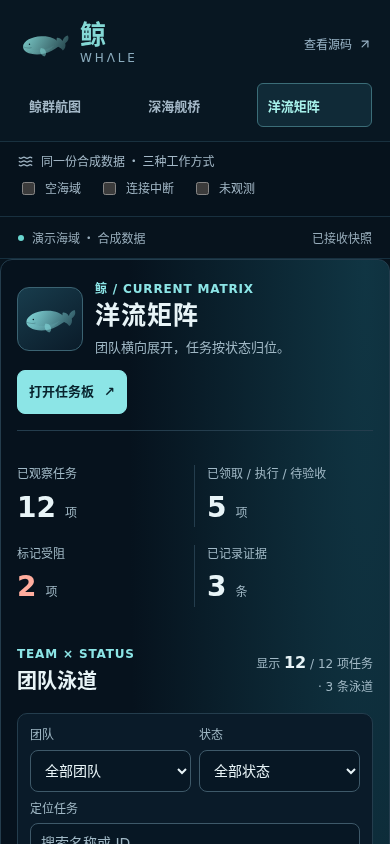 鲸
WHΛLE
查看源码 ↗
鲸群航图
深海舰桥
洋流矩阵
同一份合成数据 · 三种工作方式
空海域
连接中断
未观测
演示海域 · 合成数据
已接收快照
鲸 / CURRENT MATRIX
洋流矩阵
团队横向展开，任务按状态归位。
打开任务板 ↗
已观察任务
12 项
已领取 / 执行 / 待验收
5 项
标记受阻
2 项
已记录证据
3 条
TEAM × STATUS
团队泳道
显示 12 / 12 项任务
· 3 条泳道
团队
全部团队
状态
全部状态
定位任务
搜索名称或 ID